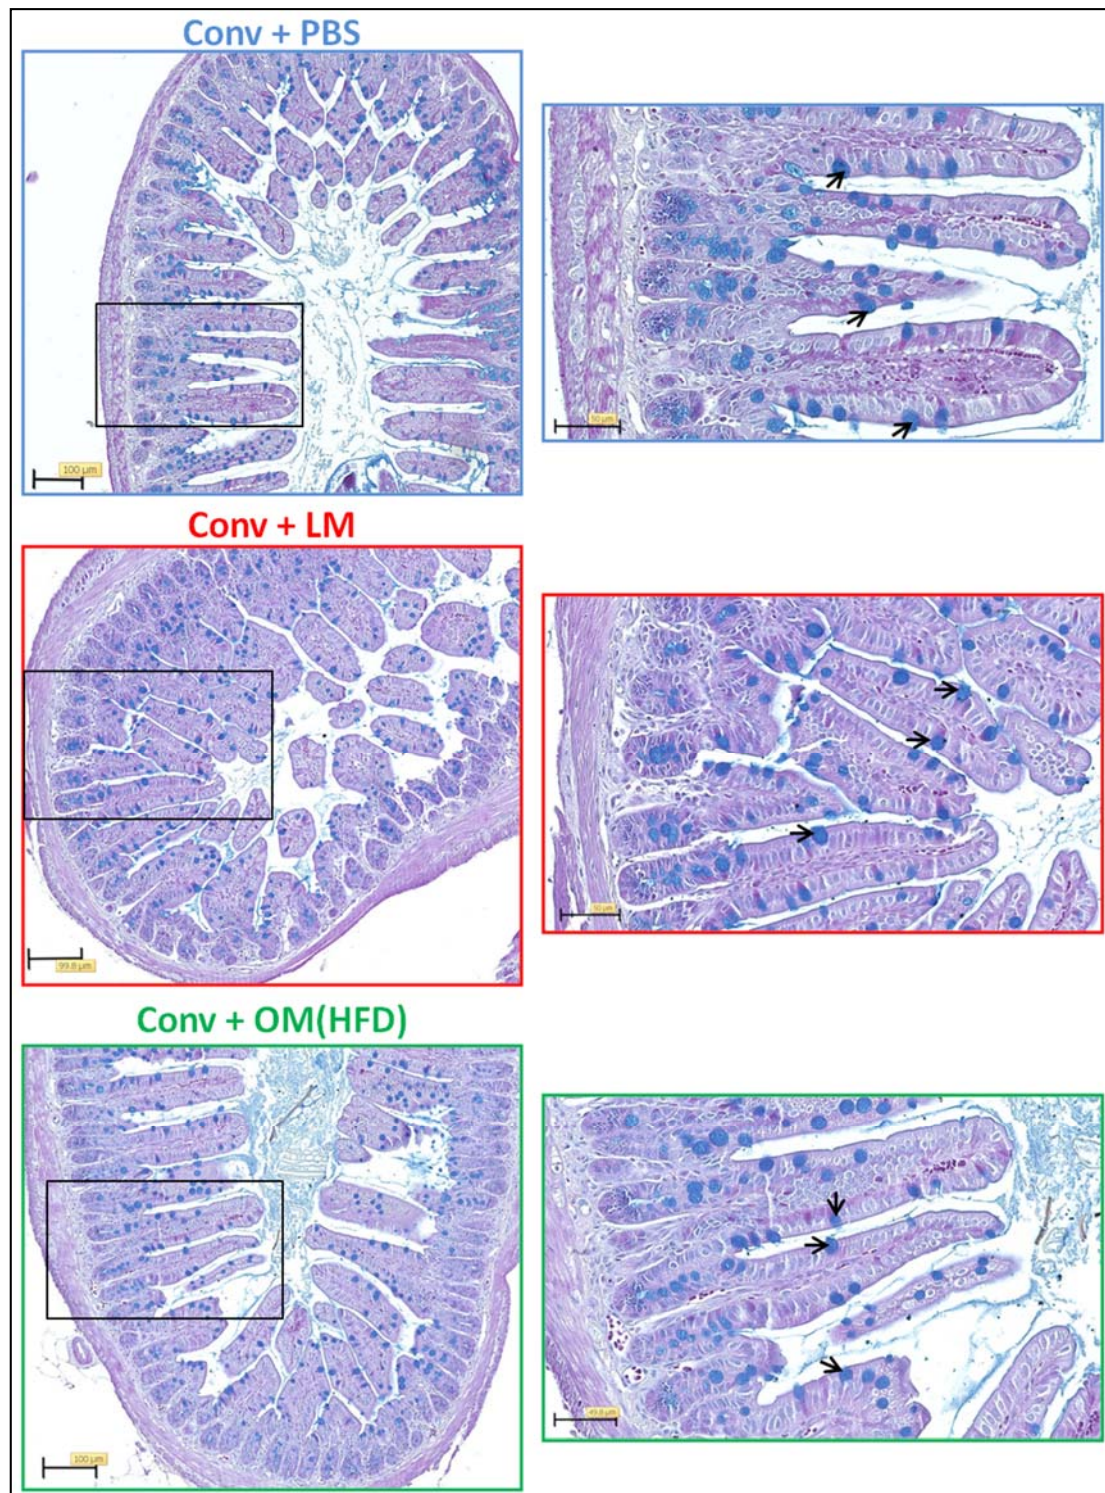 Conv + PBS
100 µm
50 µm
Conv + LM
99.8 µm
50 µm
Conv + OM(HFD)
100 µm
49.8 µm